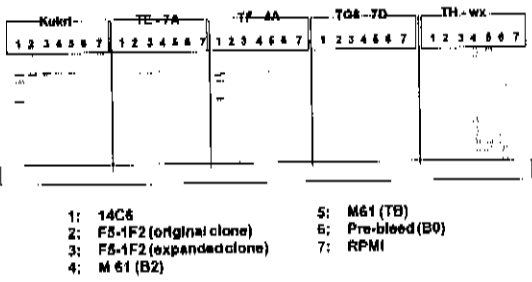 Kukri TE - 7A TF - 4A TG5 - 7D TH - wx
1 2 3 4 5 6 7 1 2 3 4 5 6 7 1 2 3 4 5 6 7 1 2 3 4 5 6 7 1 2 3 4 5 6 7
1: 14C6
2: F5-1F2 (original clone)
3: F5-1F2 (expanded clone)
4: M 61 (B2)
5: M61 (TB)
6: Pre-bleed (B0)
7: RPMI